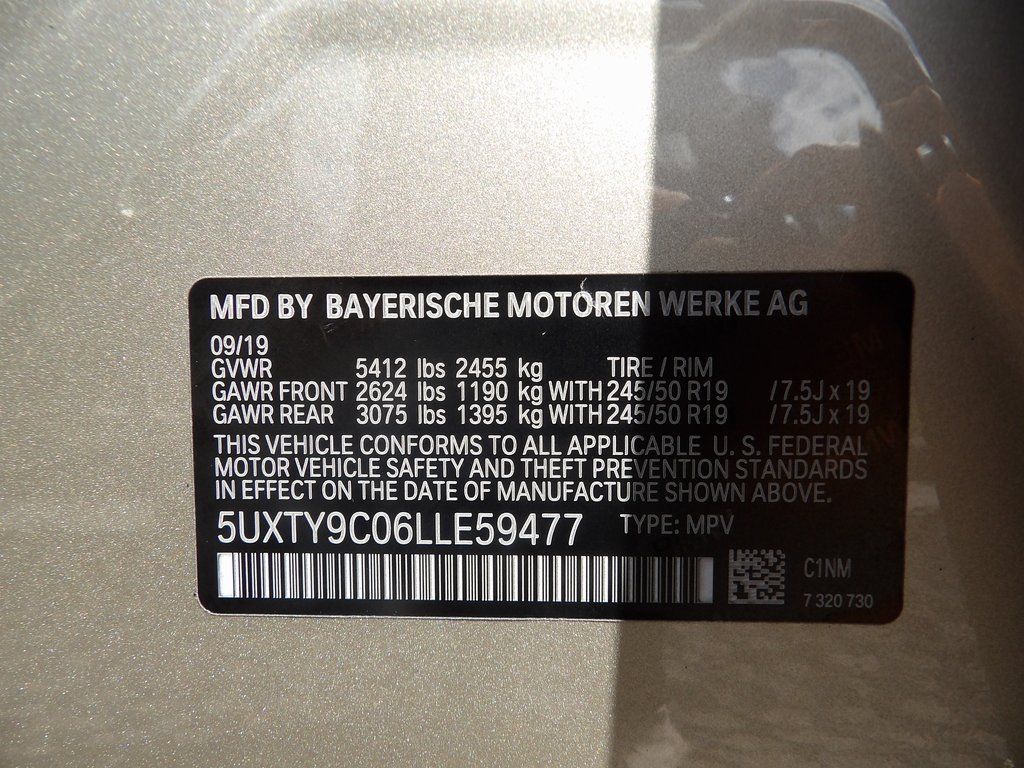 MFD BY BAYERISCHE MOTOREN WERKE AG
09/19
GVWR 5412 lbs 2455 kg TIRE / RIM
GAWR FRONT 2624 lbs 1190 kg WITH 245/50 R19 / 7.5J x 19
GAWR REAR 3075 lbs 1395 kg WITH 245/50 R19 / 7.5J x 19
THIS VEHICLE CONFORMS TO ALL APPLICABLE U. S. FEDERAL
MOTOR VEHICLE SAFETY AND THEFT PREVENTION STANDARDS
IN EFFECT ON THE DATE OF MANUFACTURE SHOWN ABOVE.
5UXTY9C06LLE59477 TYPE: MPV
C1NM
7 320 730